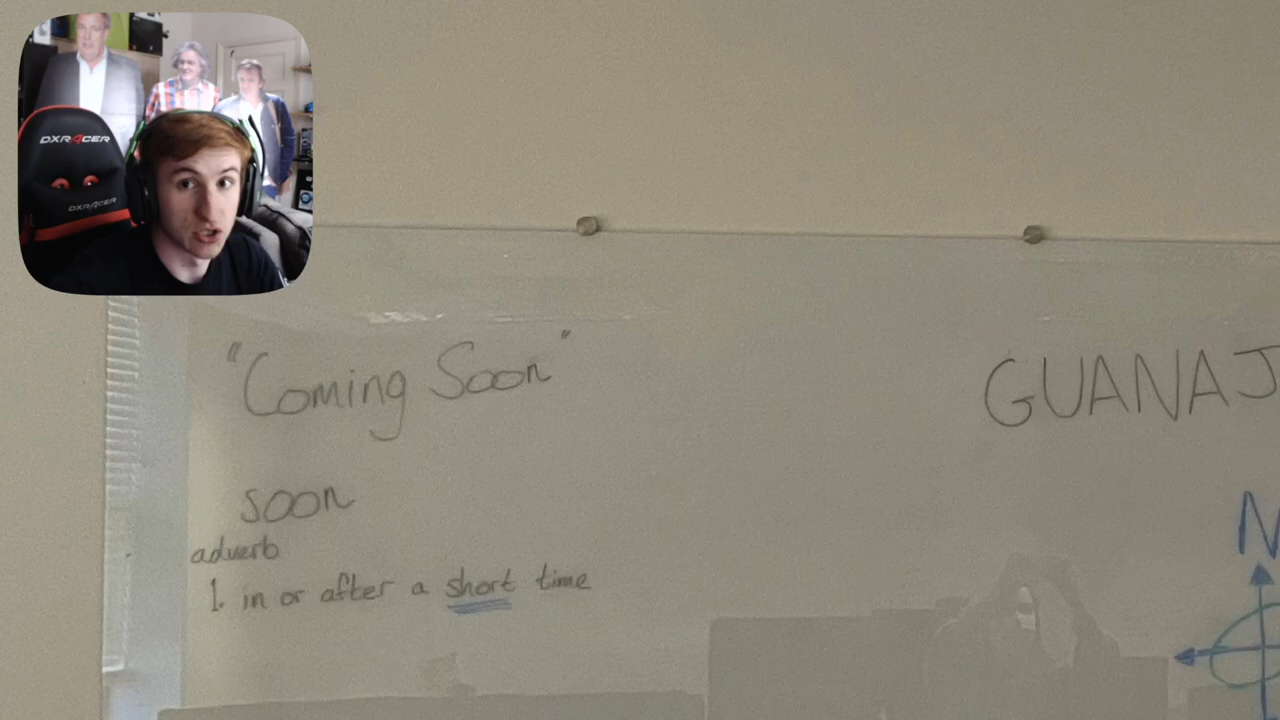 DXRACER
DXRACER
"Coming Soon"
GUANAJ
soon
adverb
1. in or after a short time
N